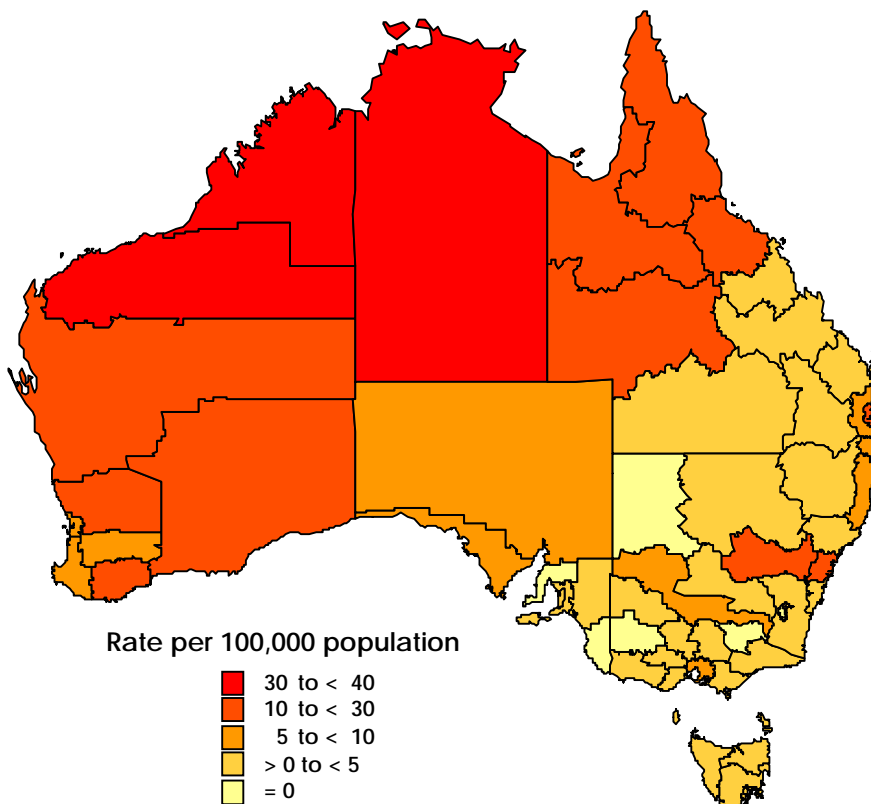 Rate per 100,000 population
30 to < 40
10 to < 30
5 to < 10
> 0 to < 5
= 0